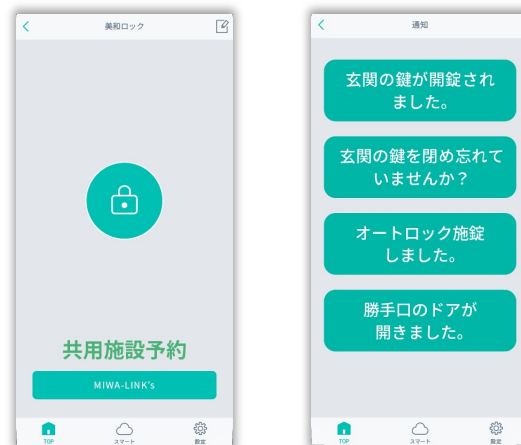 美和ロック
共用施設予約
MIWA-LINK's
TOP
スマート
設定
通知
玄関の鍵が開錠され
ました。
玄関の鍵を閉め忘れて
いませんか？
オートロック施錠
しました。
勝手口のドアが
開きました。
TOP
スマート
設定